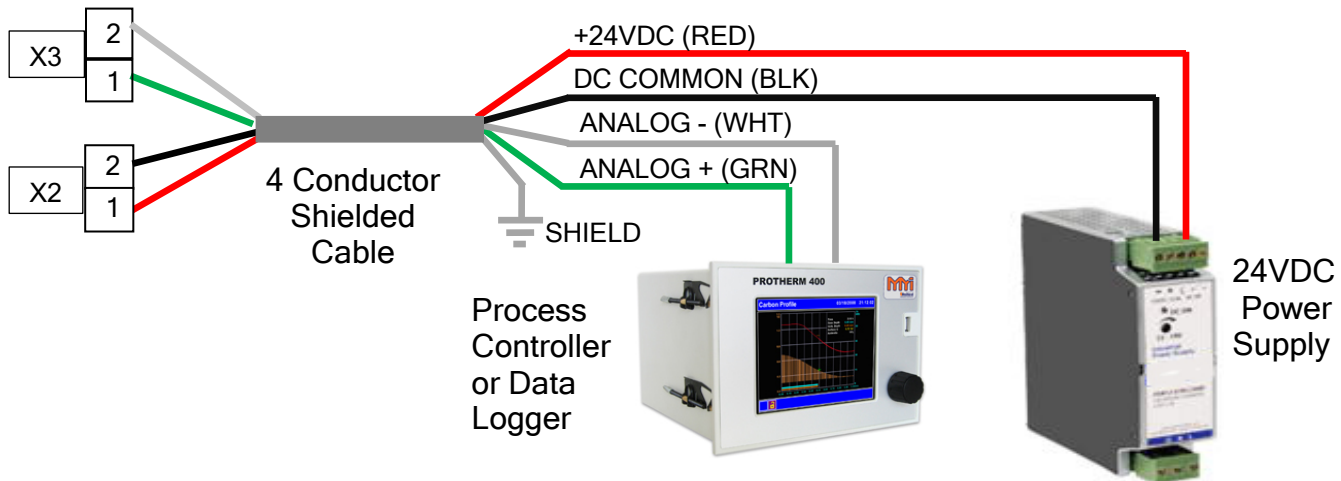 X3
2
1
X2
2
1
4 Conductor
Shielded
Cable
+24VDC (RED)
DC COMMON (BLK)
ANALOG - (WHT)
ANALOG + (GRN)
SHIELD
Process
Controller
or Data
Logger
PROTHERM 400
Carbon Profile
24VDC
Power
Supply